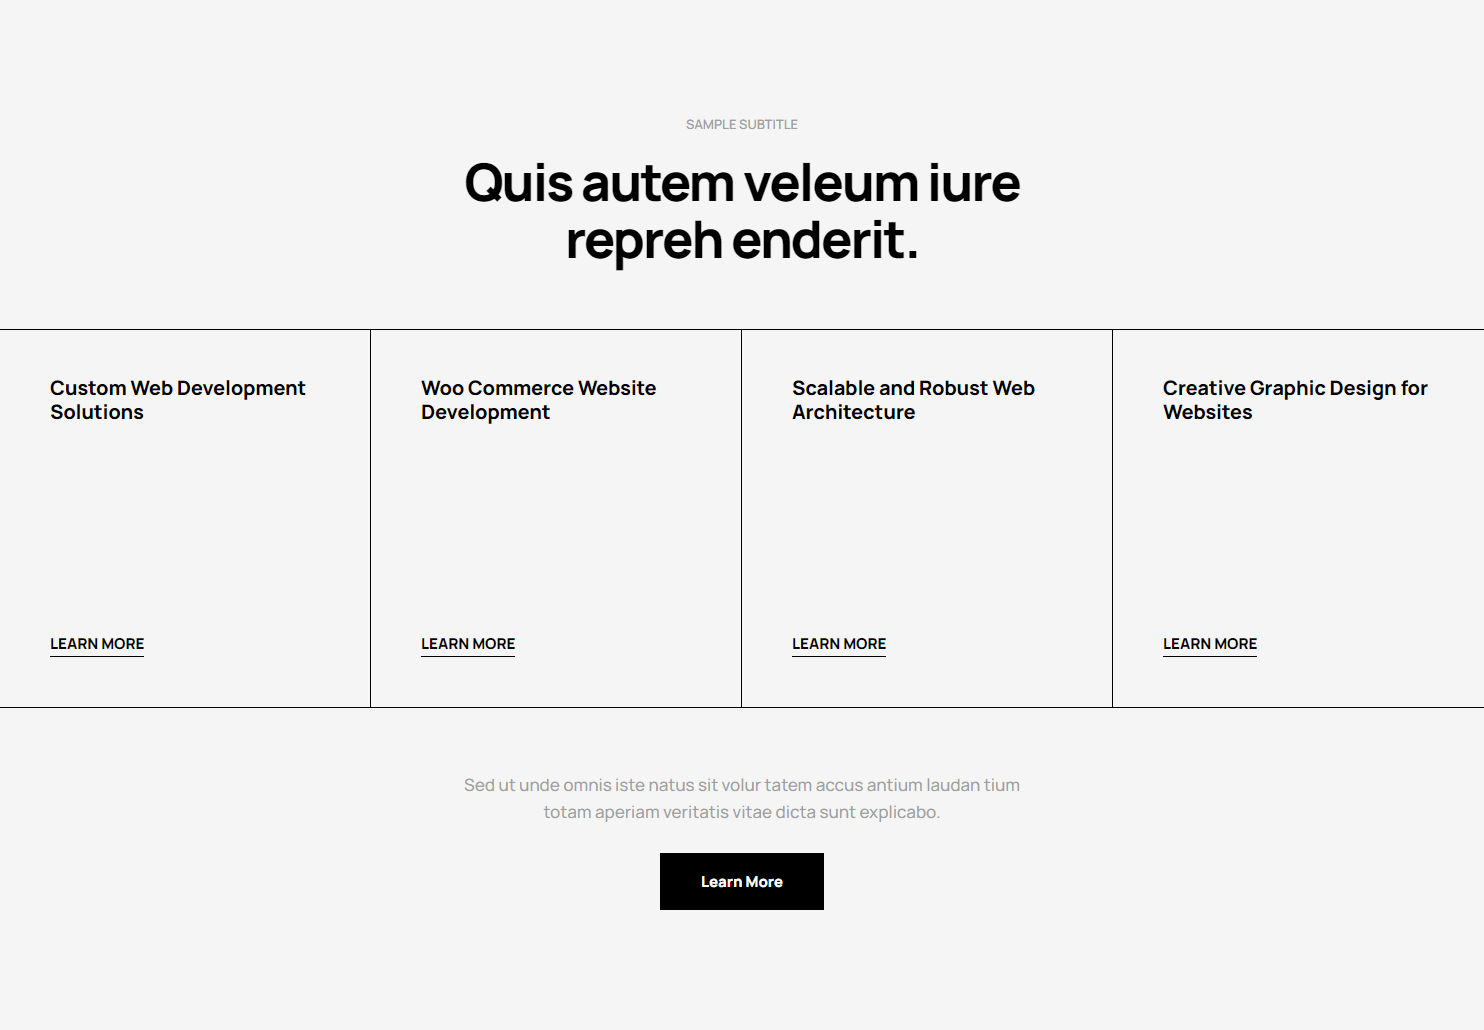 SAMPLE SUBTITLE
Quis autem veleum iure
repreh enderit.
Custom Web Development
Solutions
LEARN MORE
Woo Commerce Website
Development
LEARN MORE
Scalable and Robust Web
Architecture
LEARN MORE
Creative Graphic Design for
Websites
LEARN MORE
Sed ut unde omnis iste natus sit volur tatem accus antium laudan tium
totam aperiam veritatis vitae dicta sunt explicabo.
Learn More